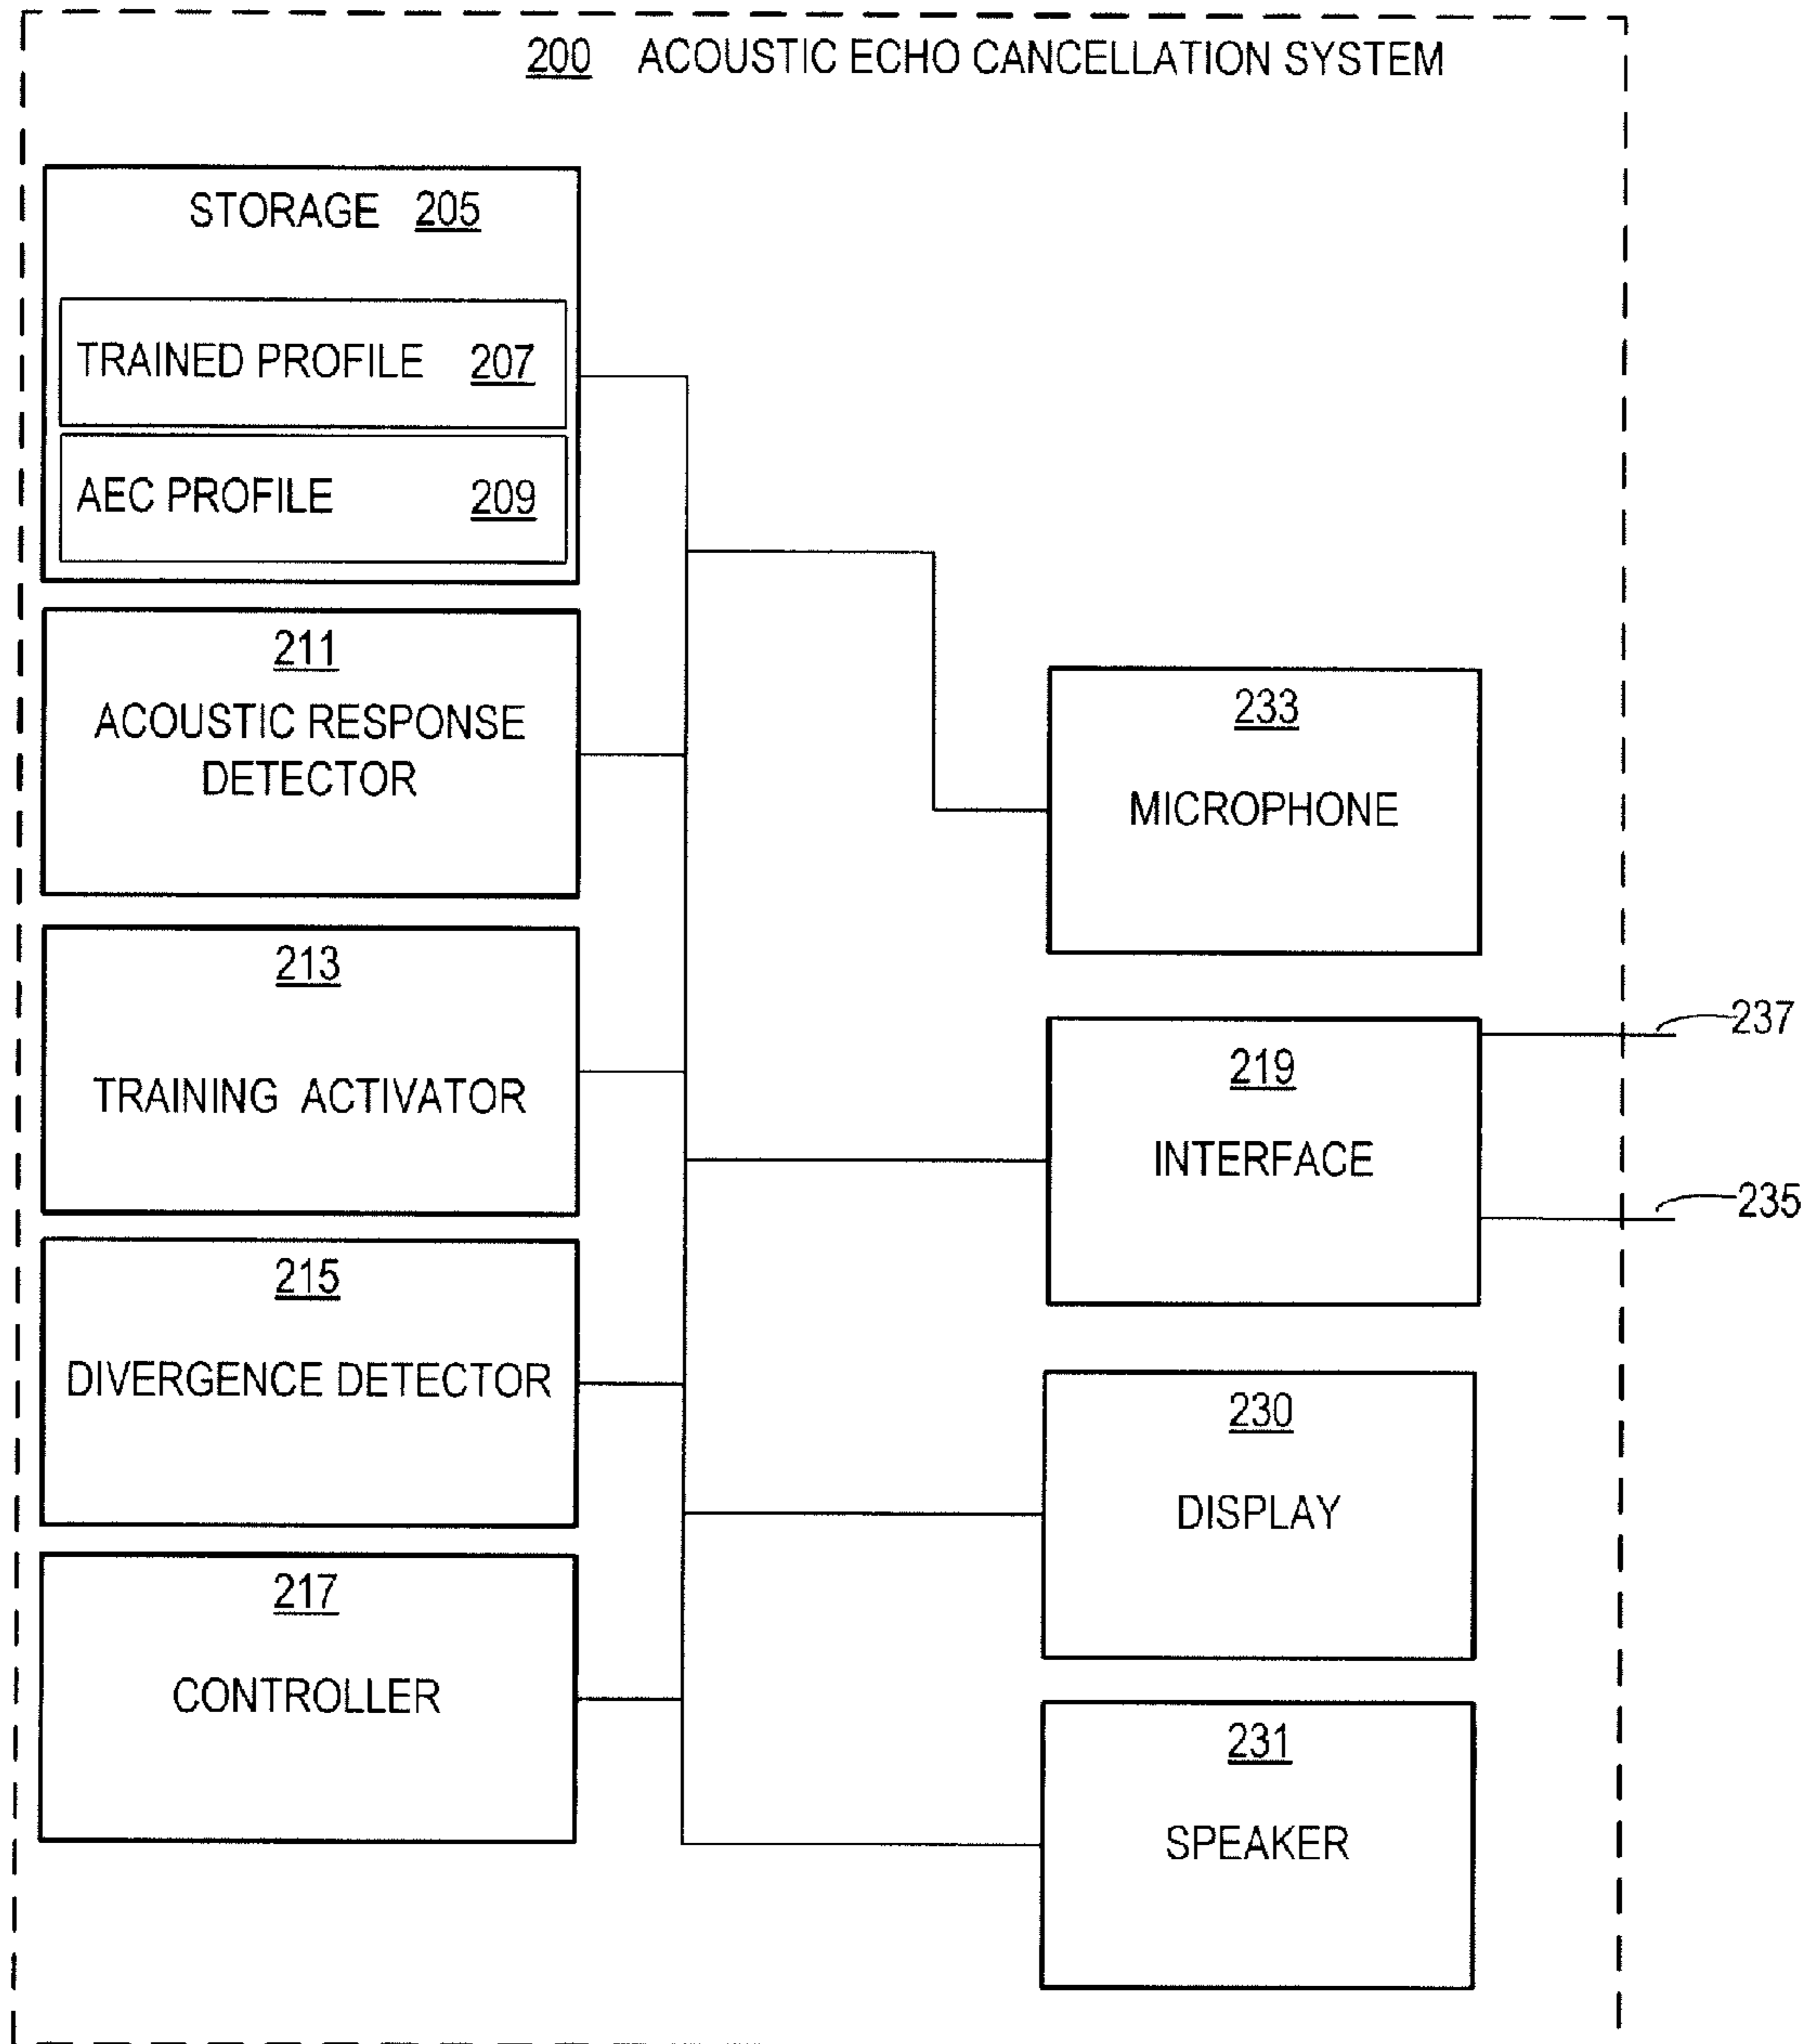 200 ACOUSTIC ECHO CANCELLATION SYSTEM
STORAGE 205
TRAINED PROFILE 207
AEC PROFILE 209
211
ACOUSTIC RESPONSE
DETECTOR
213
TRAINING ACTIVATOR
215
DIVERGENCE DETECTOR
217
CONTROLLER
233
MICROPHONE
219
INTERFACE
237
235
230
DISPLAY
231
SPEAKER